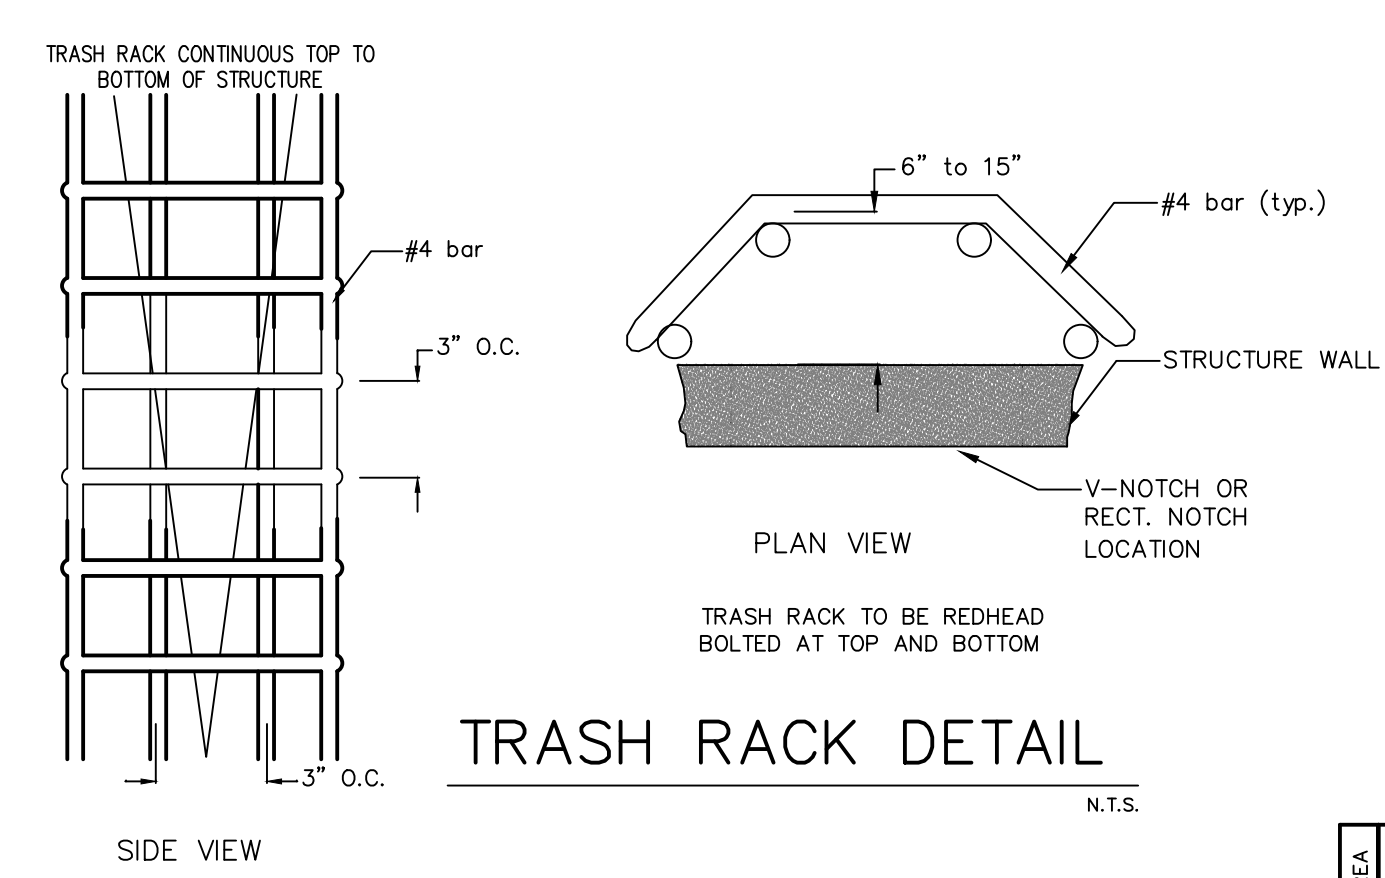 TRASH RACK CONTINUOUS TOP TO
BOTTOM OF STRUCTURE
#4 bar
3" O.C.
3" O.C.
SIDE VIEW
6" to 15"
#4 bar (typ.)
STRUCTURE WALL
V-NOTCH OR
RECT. NOTCH
LOCATION
PLAN VIEW
TRASH RACK TO BE REDHEAD
BOLTED AT TOP AND BOTTOM
TRASH RACK DETAIL
N.T.S.